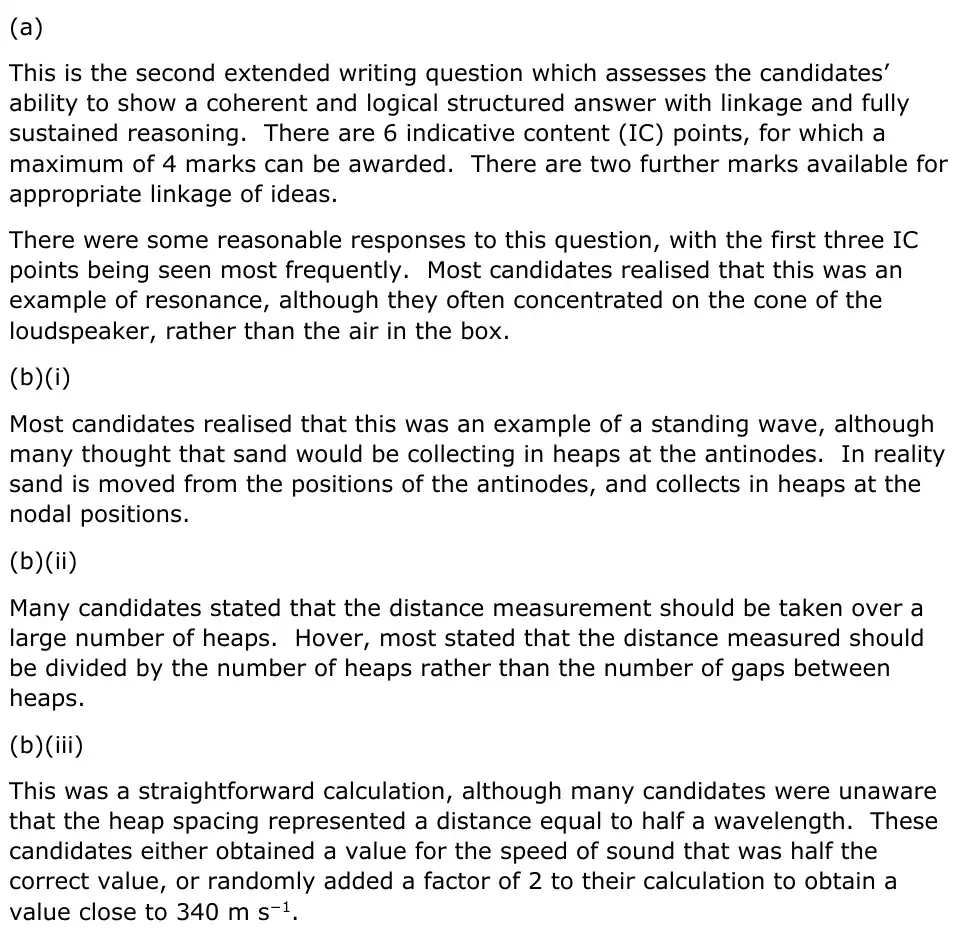 (a)
This is the second extended writing question which assesses the candidates’
ability to show a coherent and logical structured answer with linkage and fully
sustained reasoning.  There are 6 indicative content (IC) points, for which a
maximum of 4 marks can be awarded.  There are two further marks available for
appropriate linkage of ideas.
There were some reasonable responses to this question, with the first three IC
points being seen most frequently.  Most candidates realised that this was an
example of resonance, although they often concentrated on the cone of the
loudspeaker, rather than the air in the box.
(b)(i)
Most candidates realised that this was an example of a standing wave, although
many thought that sand would be collecting in heaps at the antinodes.  In reality
sand is moved from the positions of the antinodes, and collects in heaps at the
nodal positions.
(b)(ii)
Many candidates stated that the distance measurement should be taken over a
large number of heaps.  Hover, most stated that the distance measured should
be divided by the number of heaps rather than the number of gaps between
heaps.
(b)(iii)
This was a straightforward calculation, although many candidates were unaware
that the heap spacing represented a distance equal to half a wavelength.  These
candidates either obtained a value for the speed of sound that was half the
correct value, or randomly added a factor of 2 to their calculation to obtain a
value close to 340 m s⁻¹.